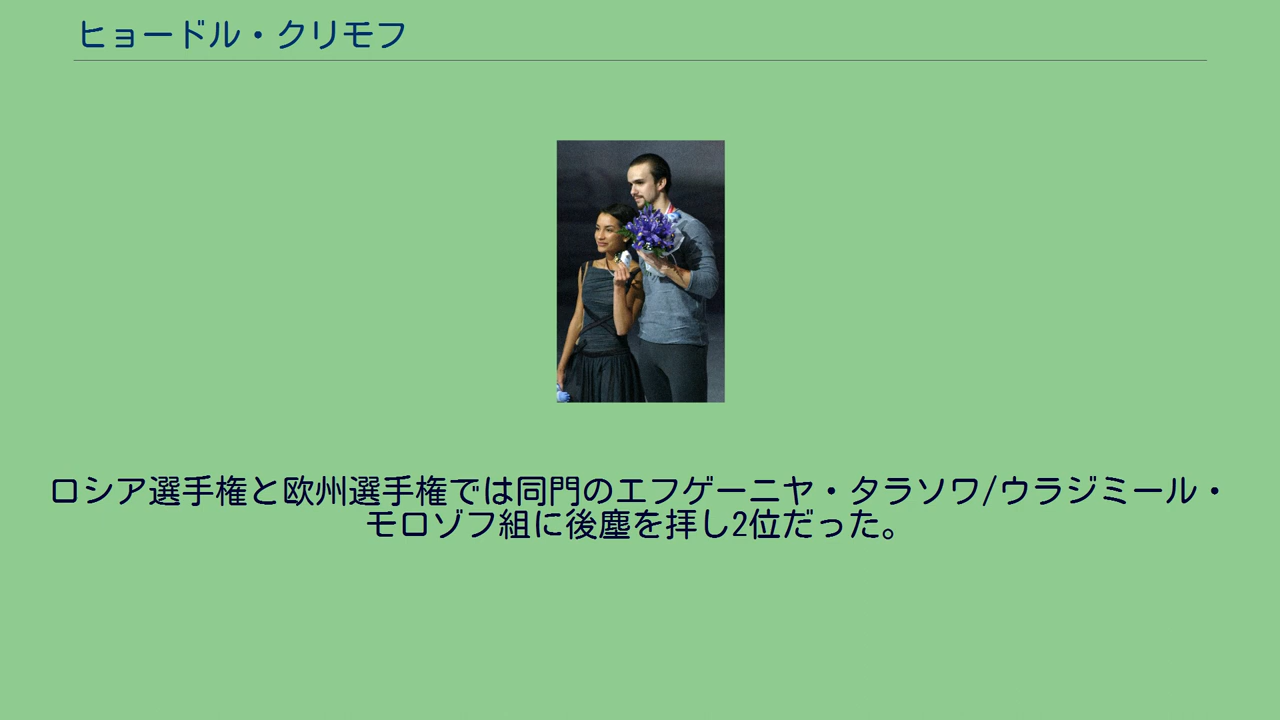 ヒョードル・クリモフ
ロシア選手権と欧州選手権では同門のエフゲーニヤ・タラソワ/ウラジミール・
モロゾフ組に後塵を拝し2位だった。